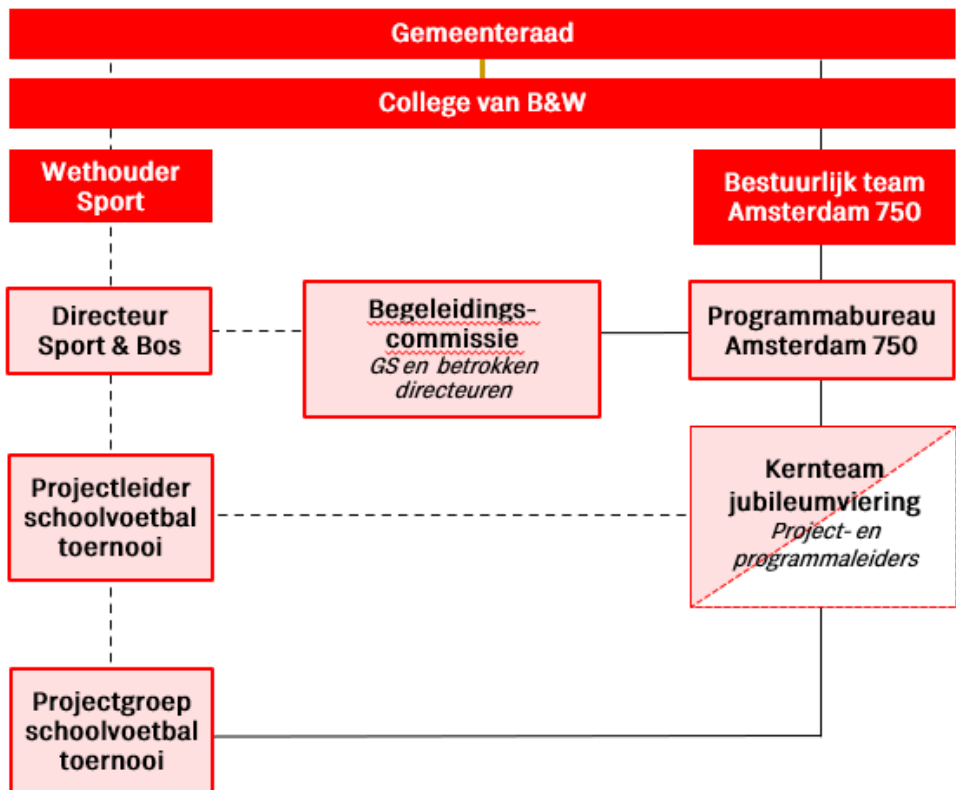 Gemeenteraad
College van B&W
Wethouder
Sport
Bestuurlijk team
Amsterdam 750
Directeur
Sport & Bos
Begeleidings-
commissie
GS en betrokken
directeuren
Programmabureau
Amsterdam 750
Projectleider
schoolvoetbal
toernooi
Kernteam
jubileumviering
Project- en
programmaleiders
Projectgroep
schoolvoetbal
toernooi